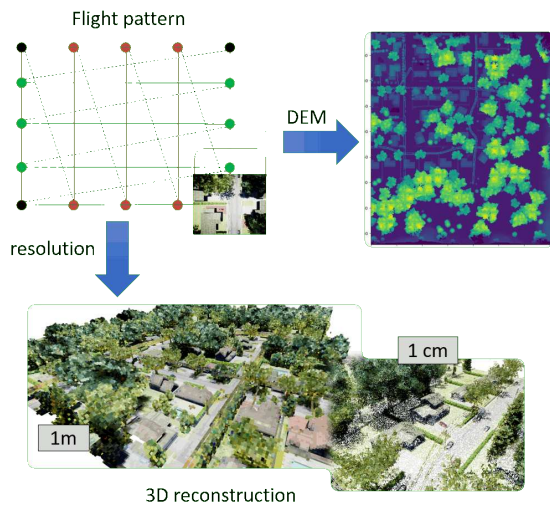 Flight pattern
DEM
resolution
1 cm
1m
3D reconstruction